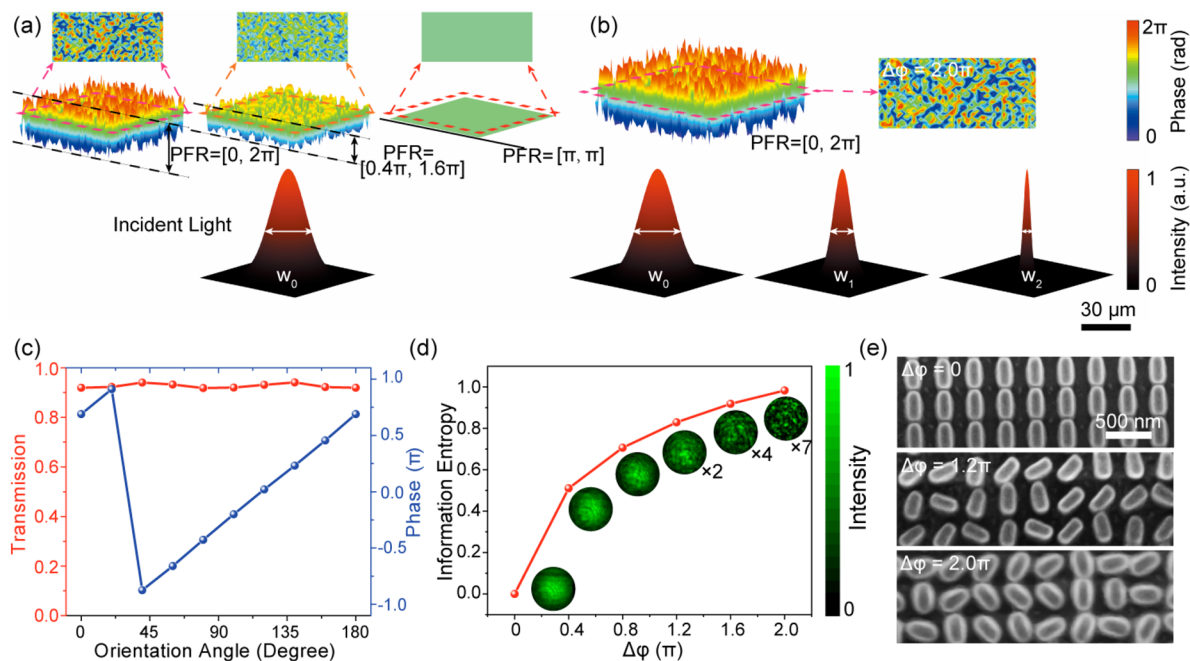 (a)
PFR=[0, 2π]
PFR=
[0.4π, 1.6π]
PFR=[π, π]
Incident Light
w0
(b)
Δφ = 2.0π
PFR=[0, 2π]
2π
0
Phase (rad)
w0
w1
w2
1
0
Intensity (a.u.)
30 μm
(c)
1.0
0.8
0.6
0.4
0.2
0.0
Transmission
1.0
0.5
0.0
-0.5
-1.0
Phase (π)
0 45 90 135 180
Orientation Angle (Degree)
(d)
1.0
0.8
0.6
0.4
0.2
0.0
Information Entropy
×2
×4
×7
0 0.4 0.8 1.2 1.6 2.0
Δφ (π)
1
0
Intensity
(e)
Δφ = 0
500 nm
Δφ = 1.2π
Δφ = 2.0π